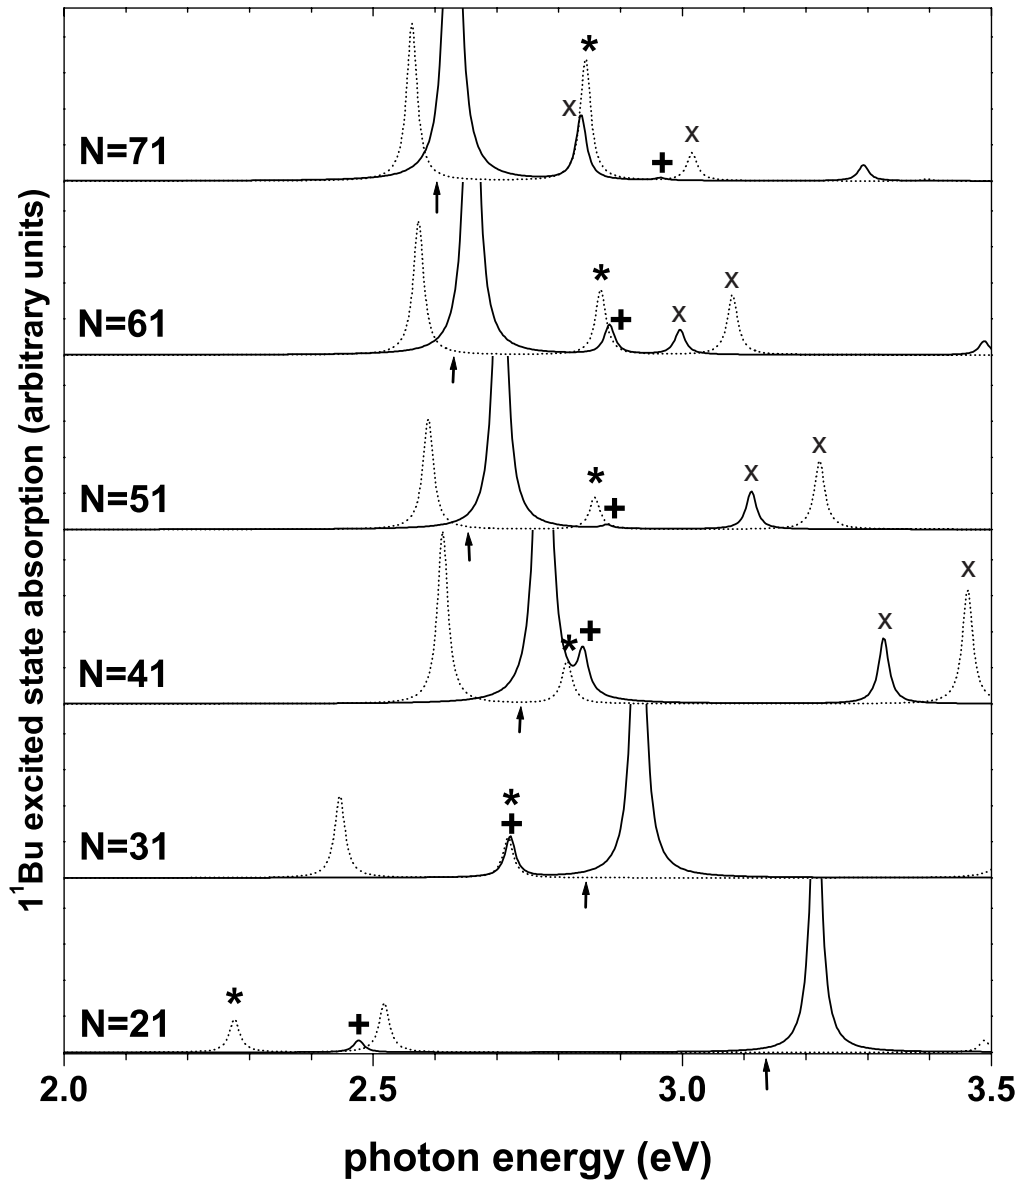 1¹Bu excited state absorption (arbitrary units)
*
x
x
+
N=71
*
x
+
x
N=61
x
*
x
+
N=51
x
x
+
*
N=41
*
+
N=31
*
+
N=21
2.0 2.5 3.0 3.5
photon energy (eV)